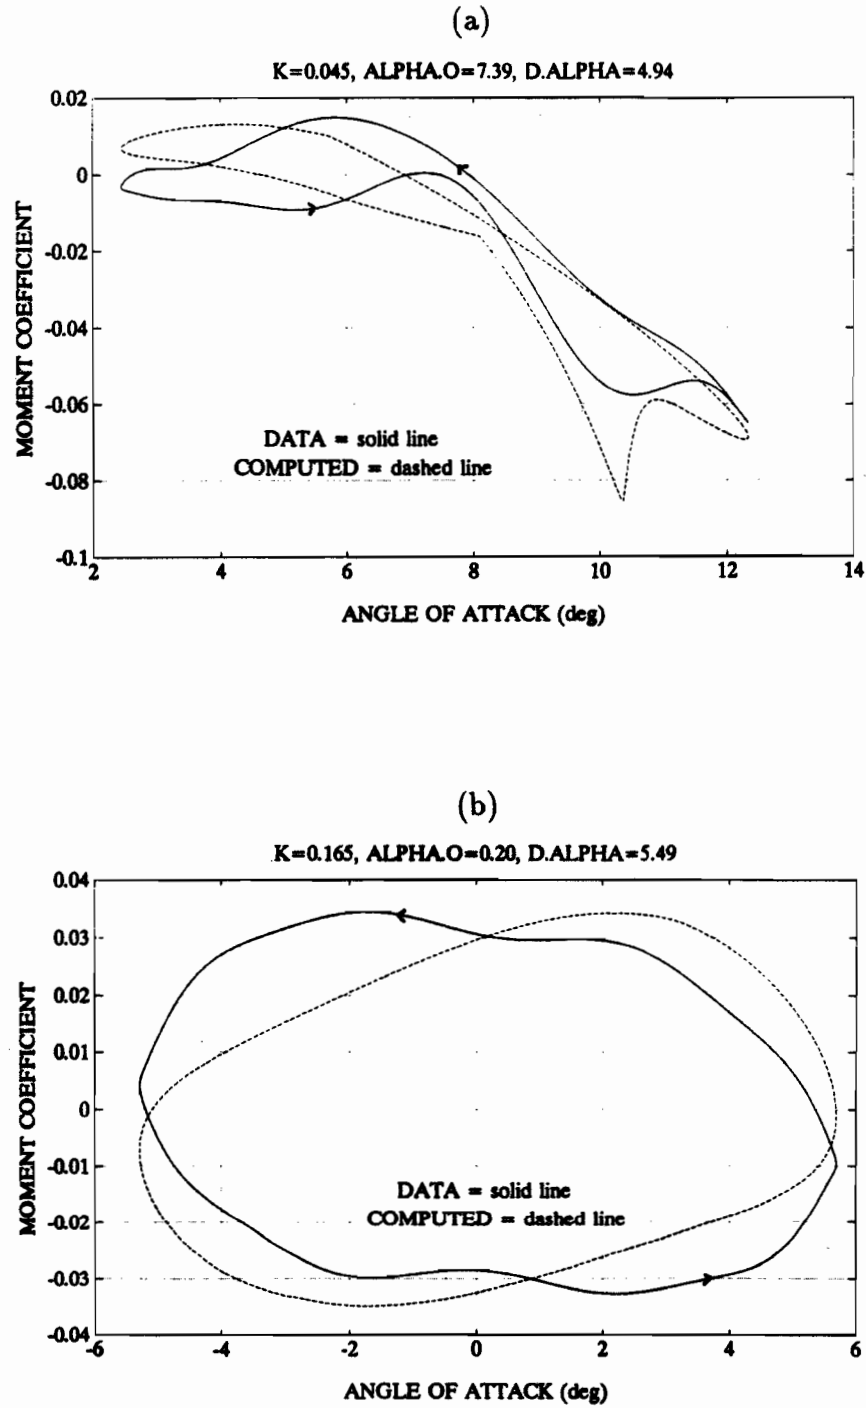 (a)
K=0.045, ALPHA.O=7.39, D.ALPHA=4.94
0.02
0
-0.02
-0.04
-0.06
-0.08
-0.1
MOMENT COEFFICIENT
DATA = solid line
COMPUTED = dashed line
2
4
6
8
10
12
14
ANGLE OF ATTACK (deg)
(b)
K=0.165, ALPHA.O=0.20, D.ALPHA=5.49
0.04
0.03
0.02
0.01
0
-0.01
-0.02
-0.03
-0.04
MOMENT COEFFICIENT
DATA = solid line
COMPUTED = dashed line
-6
-4
-2
0
2
4
6
ANGLE OF ATTACK (deg)